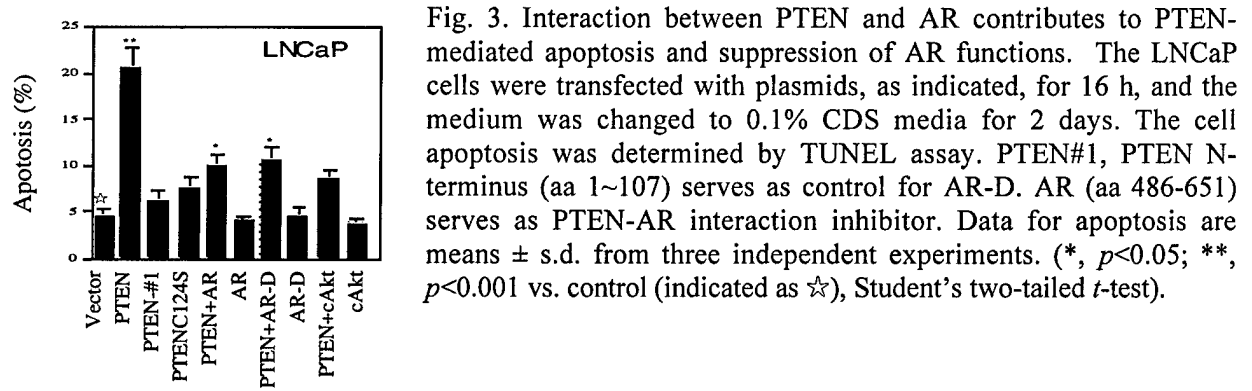 Apotosis (%)
25
20
15
10
5
0
**
LNCaP
*
*
☆
Vector
PTEN
PTEN-#1
PTENC124S
PTEN+AR
AR
PTEN+AR-D
AR-D
PTEN+cAkt
cAkt
Fig. 3. Interaction between PTEN and AR contributes to PTEN-
mediated apoptosis and suppression of AR functions. The LNCaP
cells were transfected with plasmids, as indicated, for 16 h, and the
medium was changed to 0.1% CDS media for 2 days. The cell
apoptosis was determined by TUNEL assay. PTEN#1, PTEN N-
terminus (aa 1~107) serves as control for AR-D. AR (aa 486-651)
serves as PTEN-AR interaction inhibitor. Data for apoptosis are
means ± s.d. from three independent experiments. (*, p<0.05; **,
p<0.001 vs. control (indicated as ☆), Student's two-tailed t-test).